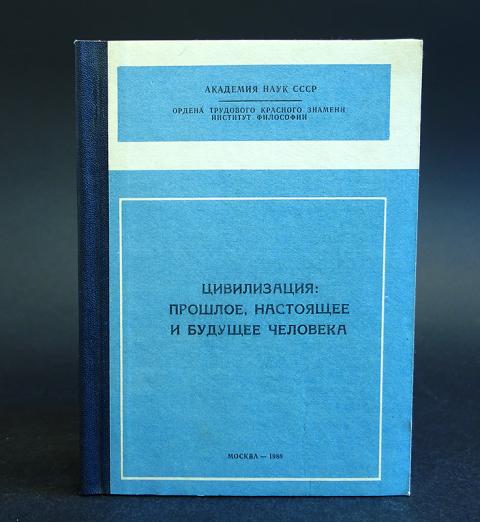 АКАДЕМИЯ НАУК СССР
ОРДЕНА ТРУДОВОГО КРАСНОГО ЗНАМЕНИ
ИНСТИТУТ ФИЛОСОФИИ
ЦИВИЛИЗАЦИЯ:
ПРОШЛОЕ, НАСТОЯЩЕЕ
И БУДУЩЕЕ ЧЕЛОВЕКА
МОСКВА — 1988